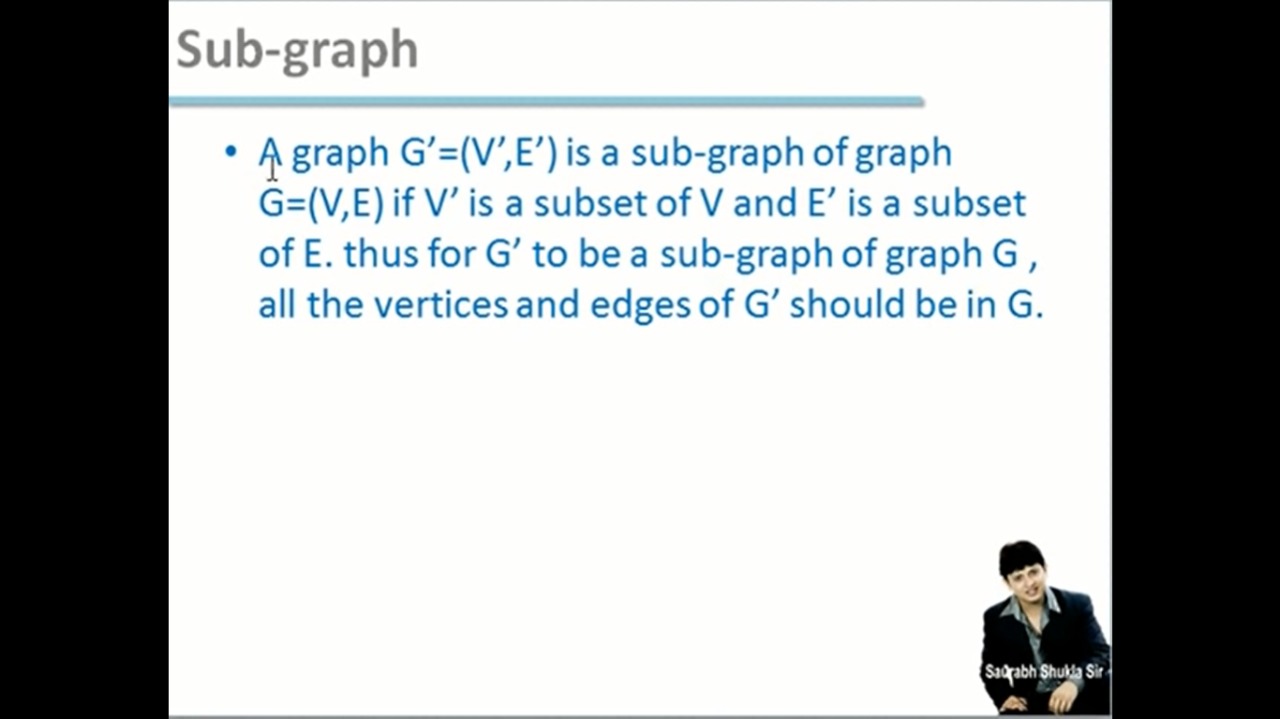 Sub-graph
• A graph G’=(V’,E’) is a sub-graph of graph
G=(V,E) if V’ is a subset of V and E’ is a subset
of E. thus for G’ to be a sub-graph of graph G ,
all the vertices and edges of G’ should be in G.
Saurabh Shukla Sir